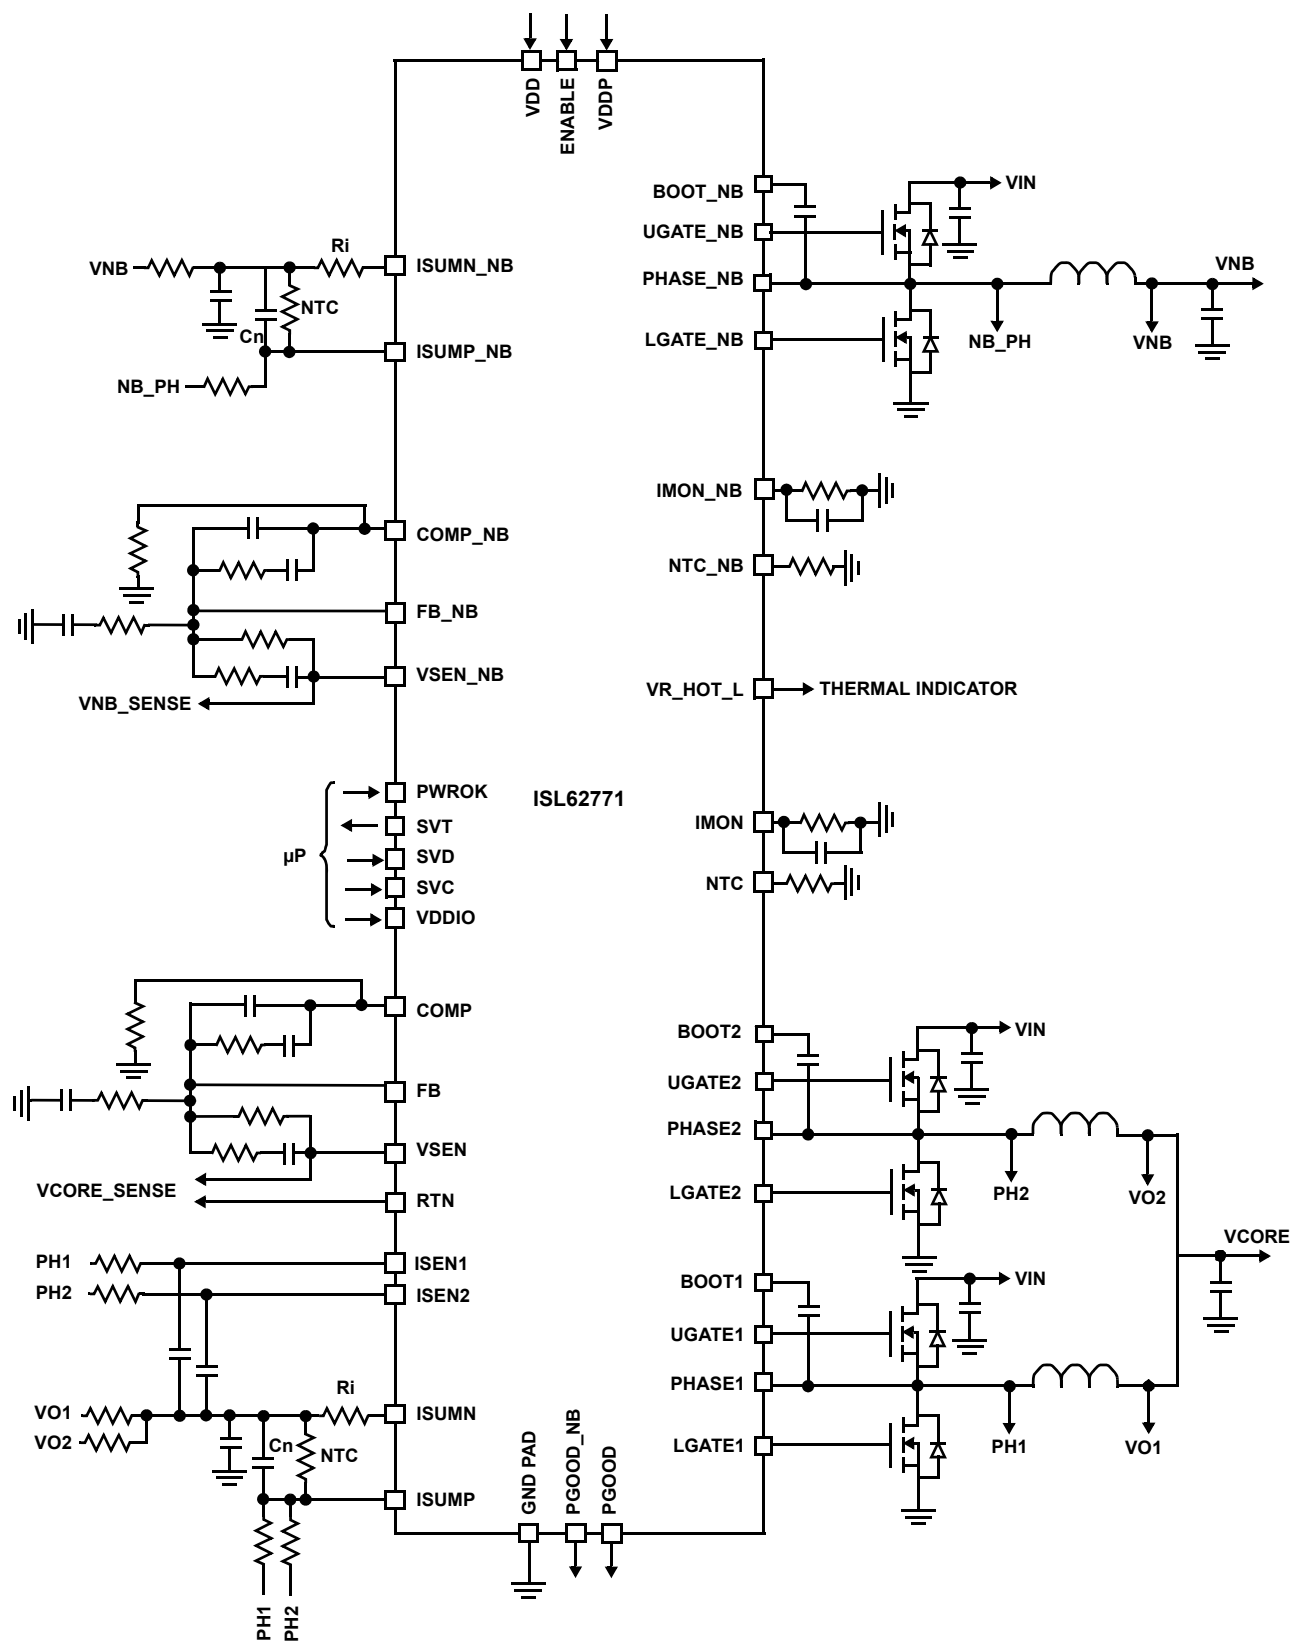 VDD
ENABLE
VDDP
BOOT_NB
VIN
UGATE_NB
Ri
VNB
ISUMN_NB
PHASE_NB
VNB
NTC
Cn
LGATE_NB
NB_PH
VNB
ISUMP_NB
NB_PH
IMON_NB
COMP_NB
NTC_NB
FB_NB
VSEN_NB
VR_HOT_L
THERMAL INDICATOR
VNB_SENSE
PWROK
ISL62771
SVT
IMON
µP
SVD
SVC
NTC
VDDIO
COMP
BOOT2
VIN
UGATE2
FB
PHASE2
VSEN
VCORE_SENSE
LGATE2
PH2
VO2
RTN
VCORE
PH1
ISEN1
PH2
ISEN2
BOOT1
VIN
UGATE1
Ri
PHASE1
VO1
ISUMN
VO2
Cn
NTC
LGATE1
PH1
VO1
ISUMP
GND PAD
PGOOD_NB
PGOOD
PH1
PH2